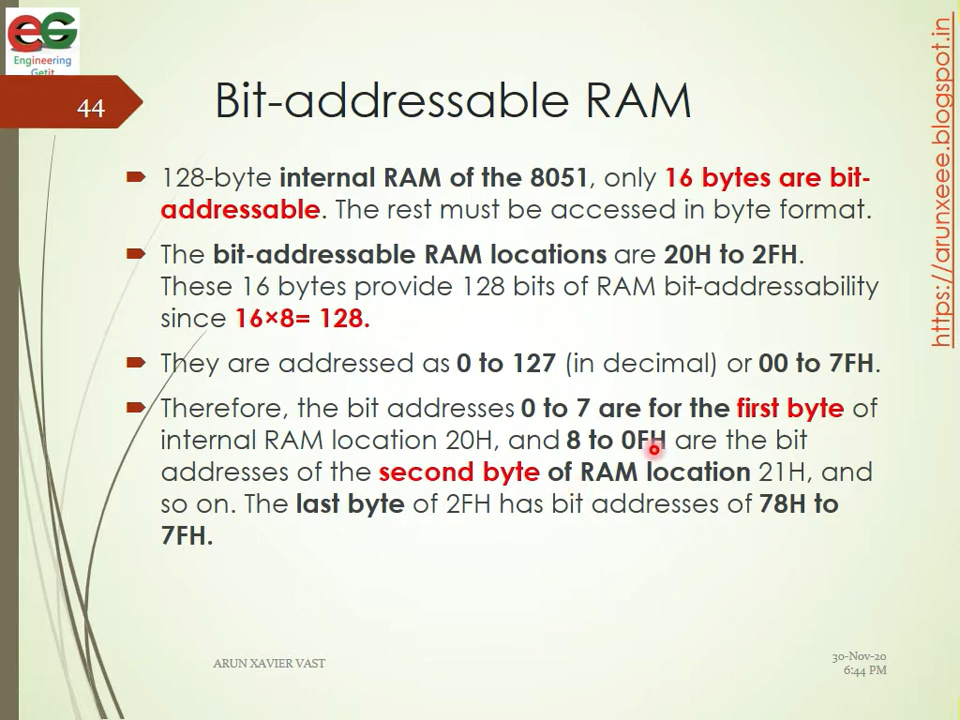 eG
Engineering
Getit
44
Bit-addressable RAM
128-byte internal RAM of the 8051, only 16 bytes are bit-
addressable. The rest must be accessed in byte format.
The bit-addressable RAM locations are 20H to 2FH.
These 16 bytes provide 128 bits of RAM bit-addressability
since 16×8= 128.
They are addressed as 0 to 127 (in decimal) or 00 to 7FH.
Therefore, the bit addresses 0 to 7 are for the first byte of
internal RAM location 20H, and 8 to 0FH are the bit
addresses of the second byte of RAM location 21H, and
so on. The last byte of 2FH has bit addresses of 78H to
7FH.
ARUN XAVIER VAST
30-Nov-20
6:44 PM
https://arunxeee.blogspot.in